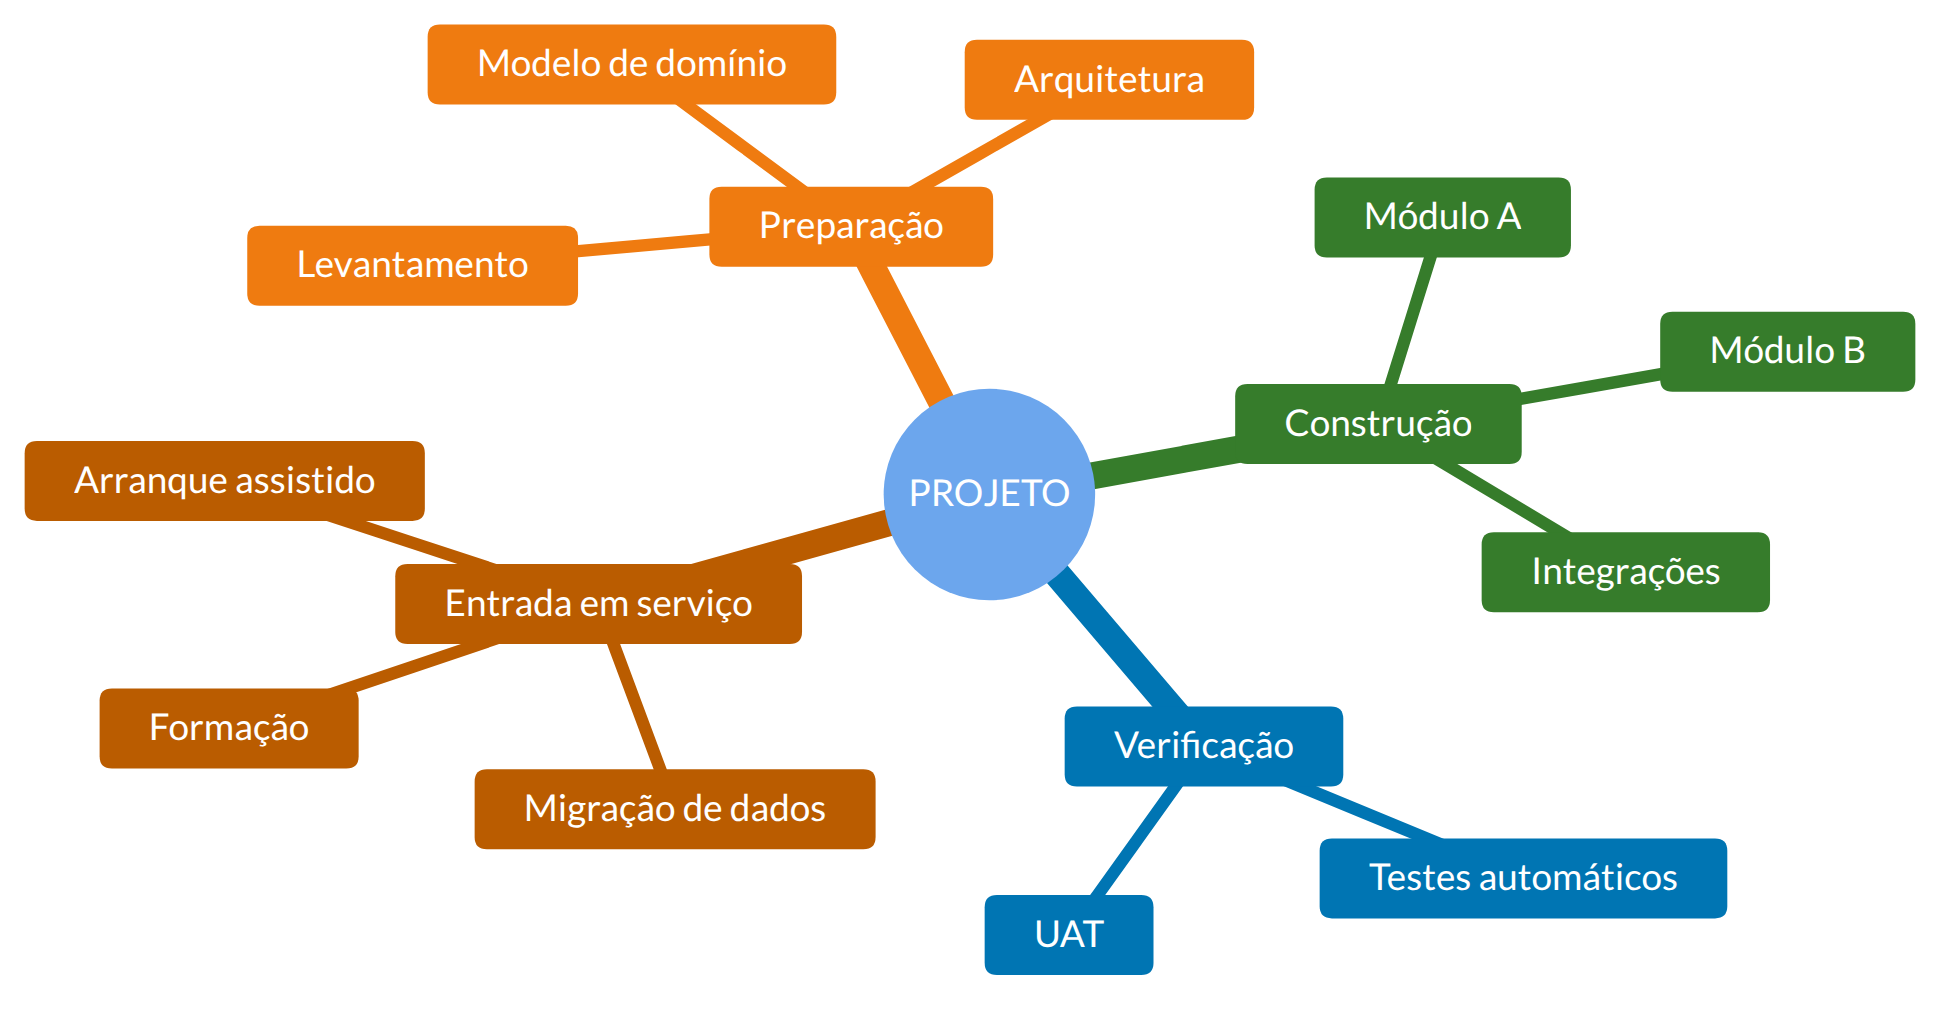 Modelo de domínio
Arquitetura
Módulo A
Preparação
Levantamento
Módulo B
Construção
Arranque assistido
PROJETO
Integrações
Entrada em serviço
Formação
Verificação
Migração de dados
Testes automáticos
UAT